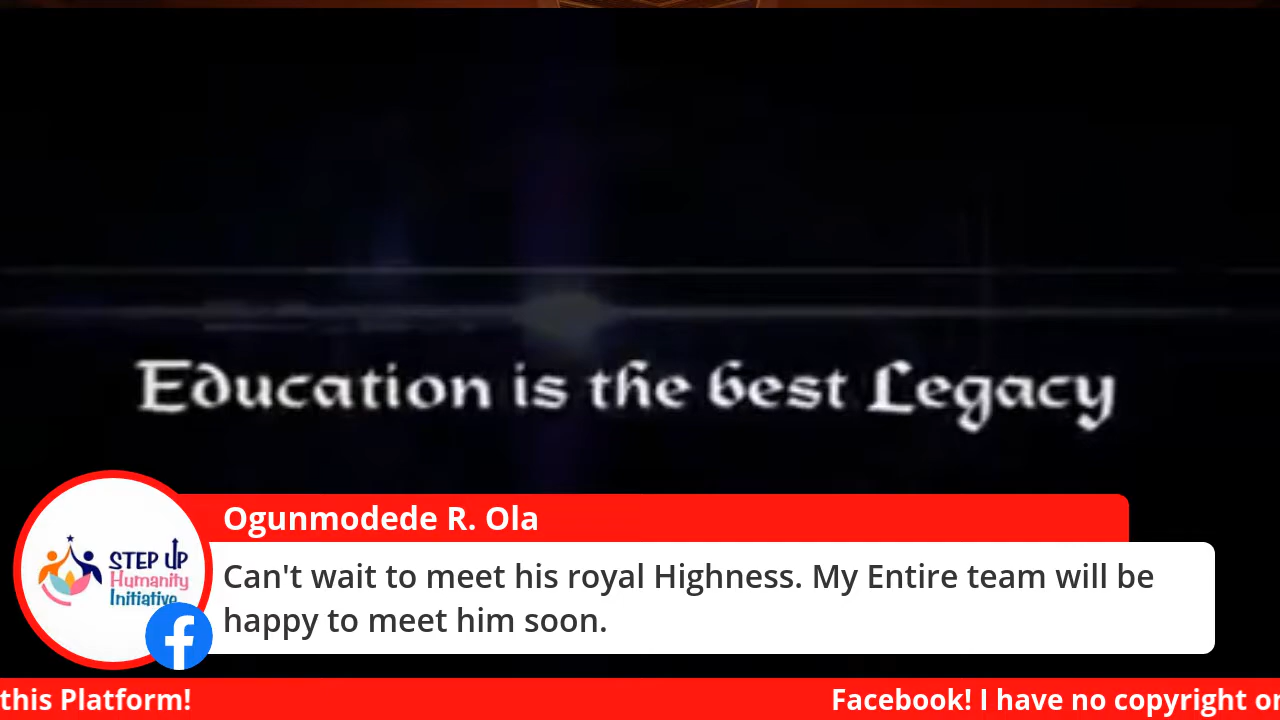 Education is the best Legacy
Ogunmodede R. Ola
STEP UP
Humanity
Initiative
Can't wait to meet his royal Highness. My Entire team will be
happy to meet him soon.
this Platform! Facebook! I have no copyright or